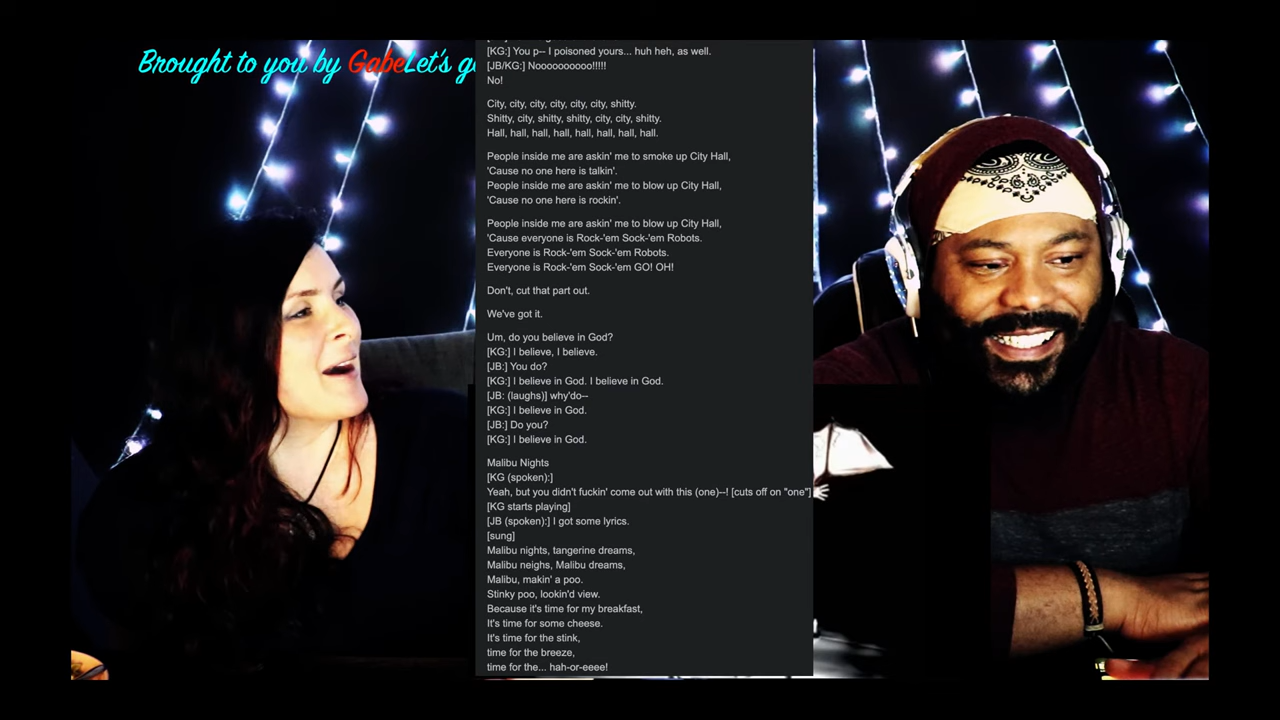 Brought to you by GabeLet's g
[KG:] You p-- I poisoned yours... huh heh, as well.
[JB/KG:] Noooooooooo!!!!!
No!
City, city, city, city, city, city, shitty.
Shitty, city, shitty, shitty, city, city, shitty.
Hall, hall, hall, hall, hall, hall, hall, hall.
People inside me are askin' me to smoke up City Hall,
'Cause no one here is talkin'.
People inside me are askin' me to blow up City Hall,
'Cause no one here is rockin'.
People inside me are askin' me to blow up City Hall,
'Cause everyone is Rock-'em Sock-'em Robots.
Everyone is Rock-'em Sock-'em Robots.
Everyone is Rock-'em Sock-'em GO! OH!
Don't, cut that part out.
We've got it.
Um, do you believe in God?
[KG:] I believe, I believe.
[JB:] You do?
[KG:] I believe in God. I believe in God.
[JB: (laughs)] why'do--
[KG:] I believe in God.
[JB:] Do you?
[KG:] I believe in God.
Malibu Nights
[KG (spoken):]
Yeah, but you didn't fuckin' come out with this (one)--! [cuts off on "one"]
[KG starts playing]
[JB (spoken):] I got some lyrics.
[sung]
Malibu nights, tangerine dreams,
Malibu neighs, Malibu dreams,
Malibu, makin' a poo.
Stinky poo, lookin'd view.
Because it's time for my breakfast,
It's time for some cheese.
It's time for the stink,
time for the breeze,
time for the... hah-or-eeee!